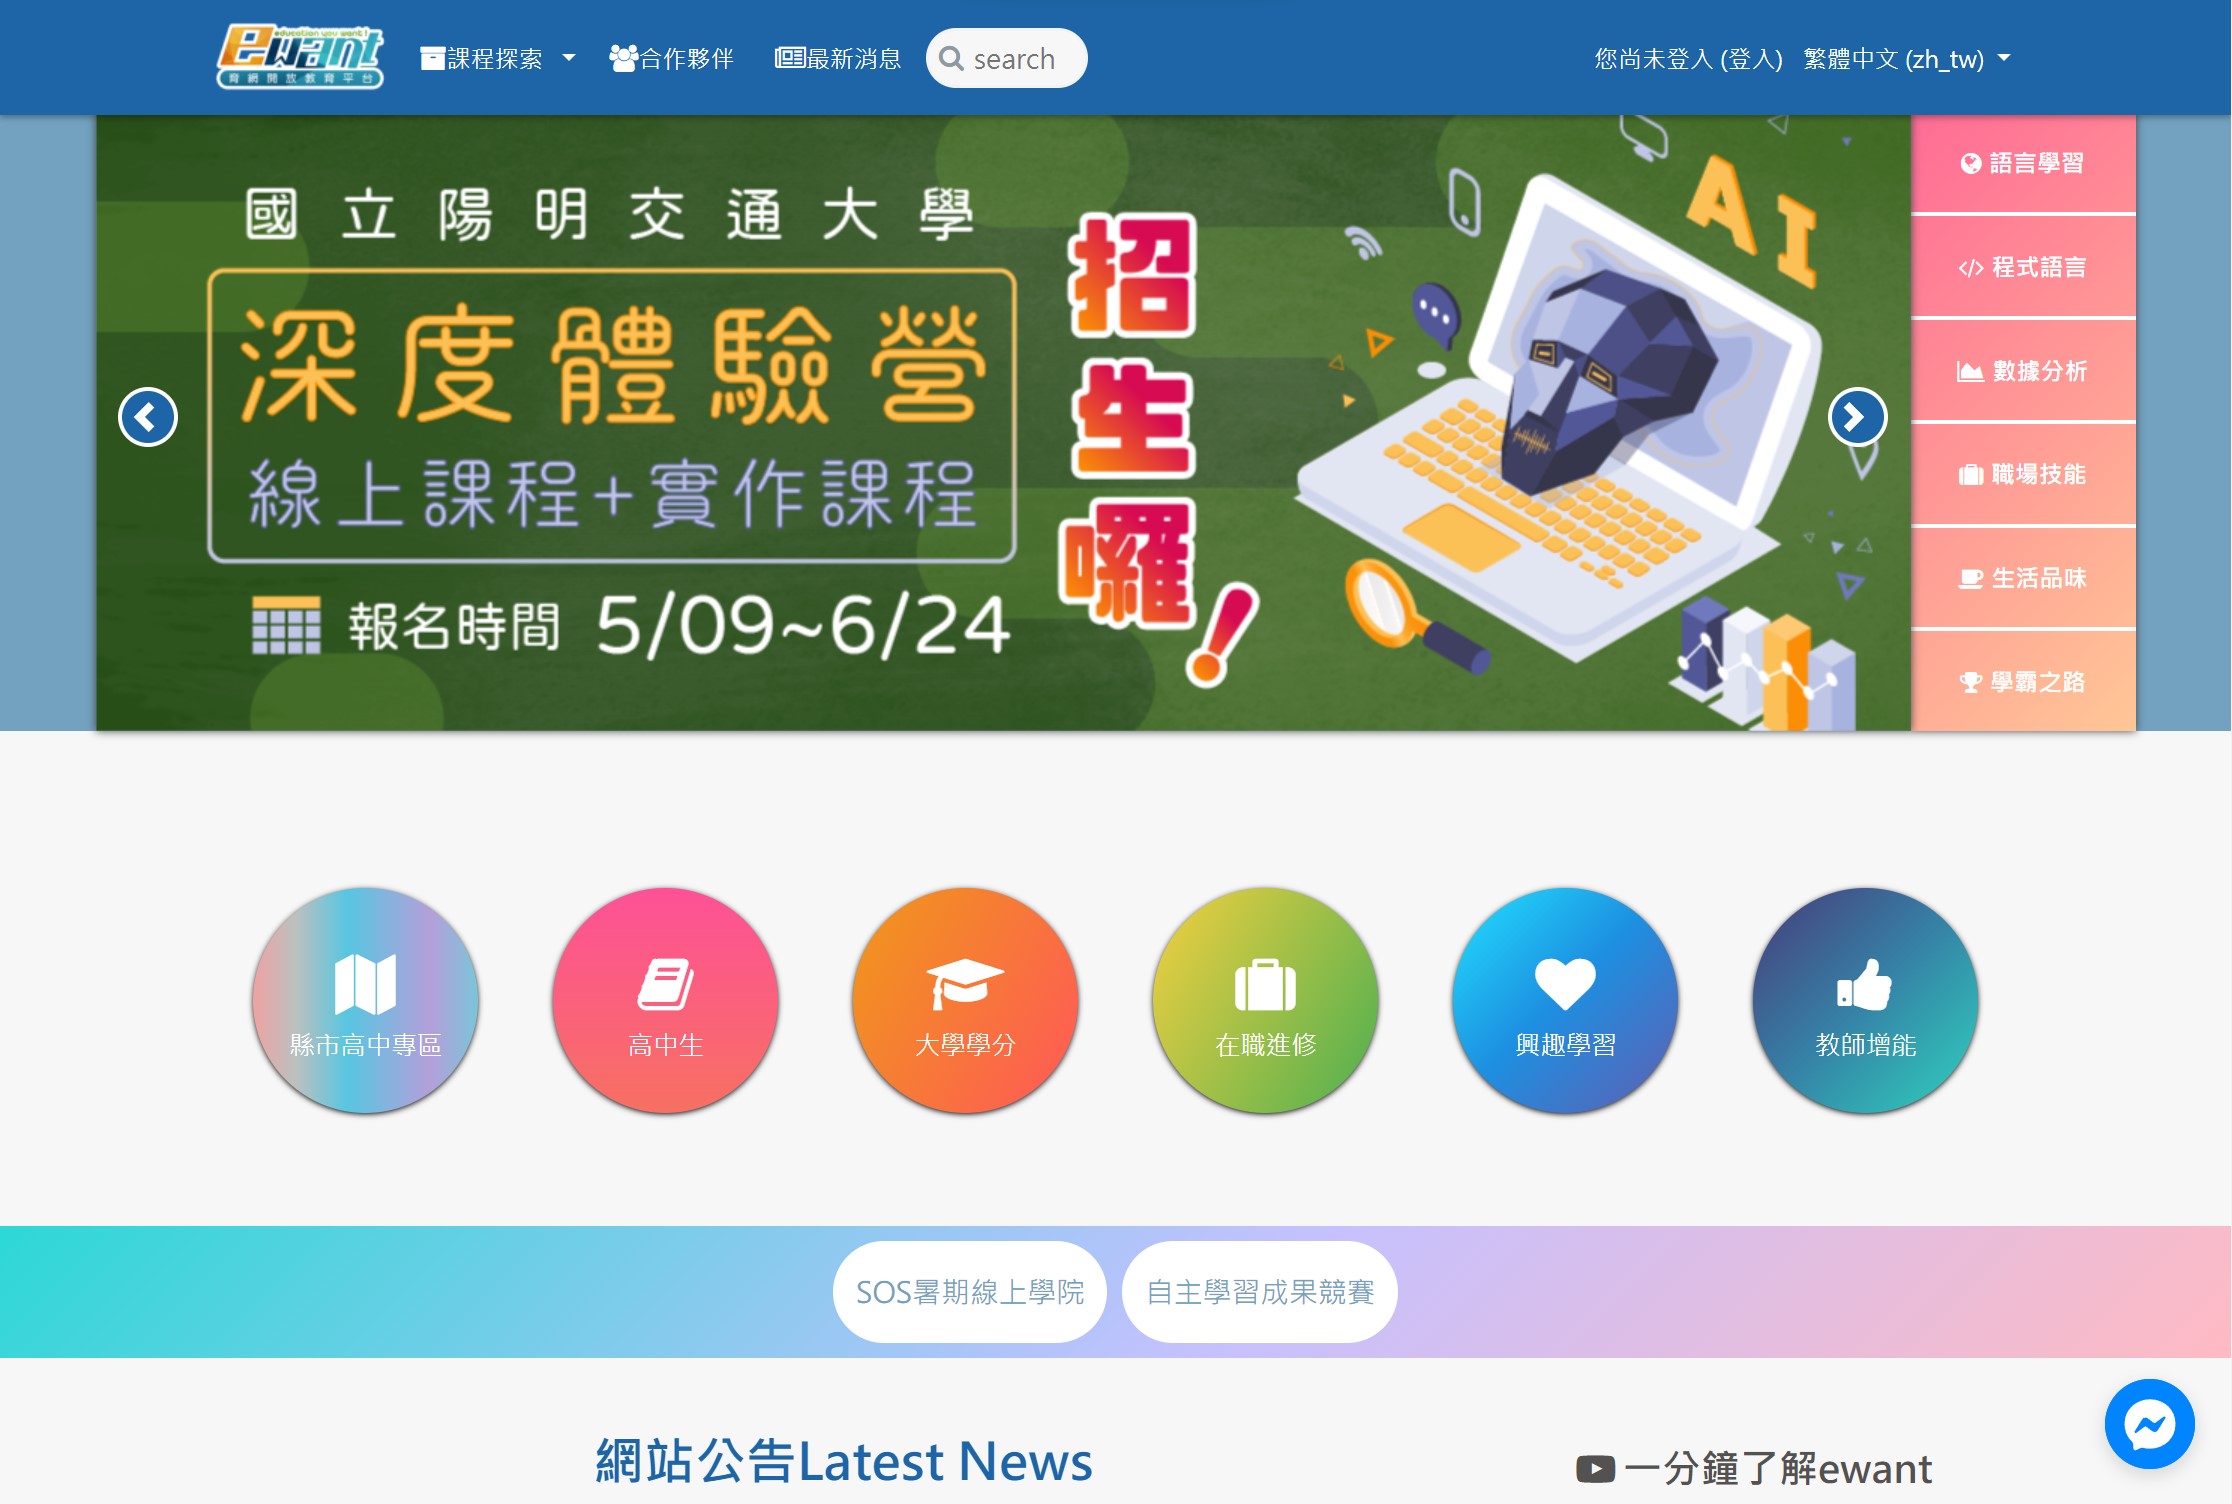 education you want !
ewant
育網開放教育平台
課程探索
合作夥伴
最新消息
search
您尚未登入 (登入)
繁體中文 (zh_tw)
國立陽明交通大學
深度體驗營
線上課程+實作課程
報名時間 5/09~6/24
招生囉!
AI
語言學習
程式語言
數據分析
職場技能
生活品味
學霸之路
縣市高中專區
高中生
大學學分
在職進修
興趣學習
教師增能
SOS暑期線上學院
自主學習成果競賽
網站公告Latest News
一分鐘了解ewant